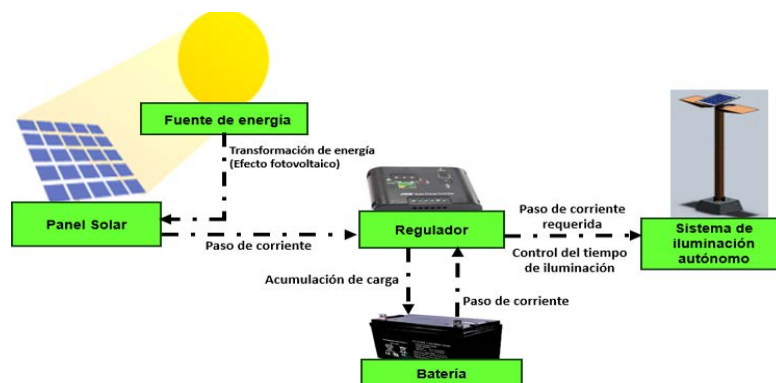 Fuente de energía
Transformación de energía
(Efecto fotovoltaico)
Panel Solar
Paso de corriente
Regulador
Paso de corriente
requerida
Control del tiempo
de iluminación
Sistema de
iluminación
autónomo
Acumulación de carga
Paso de corriente
Batería